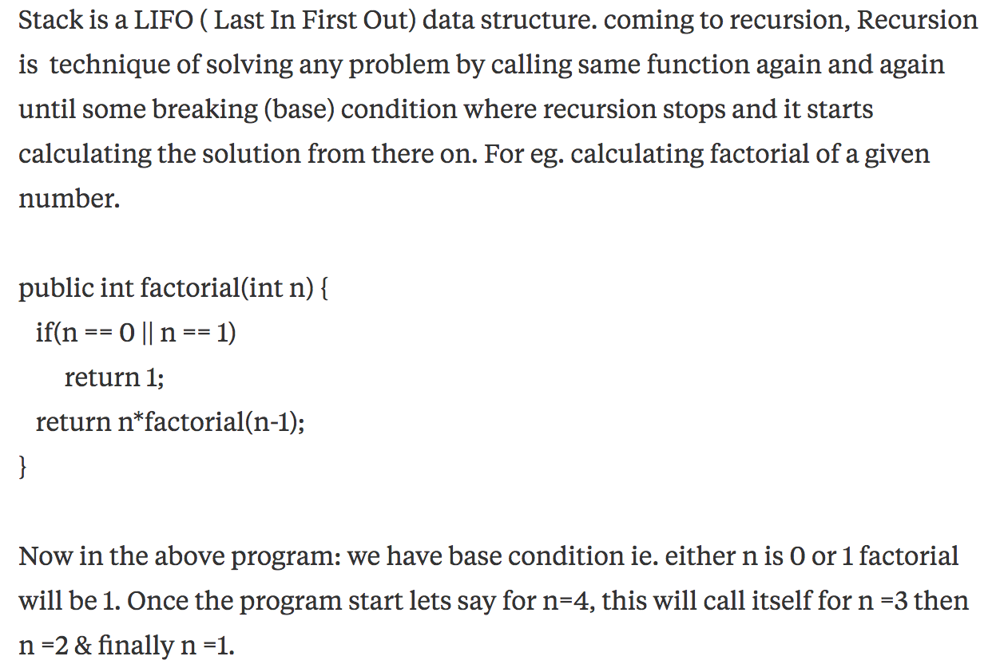 Stack is a LIFO ( Last In First Out) data structure. coming to recursion, Recursion
is  technique of solving any problem by calling same function again and again
until some breaking (base) condition where recursion stops and it starts
calculating the solution from there on. For eg. calculating factorial of a given
number.
public int factorial(int n) {
if(n == 0 || n == 1)
return 1;
return n*factorial(n-1);
}
Now in the above program: we have base condition ie. either n is 0 or 1 factorial
will be 1. Once the program start lets say for n=4, this will call itself for n =3 then
n =2 & finally n =1.